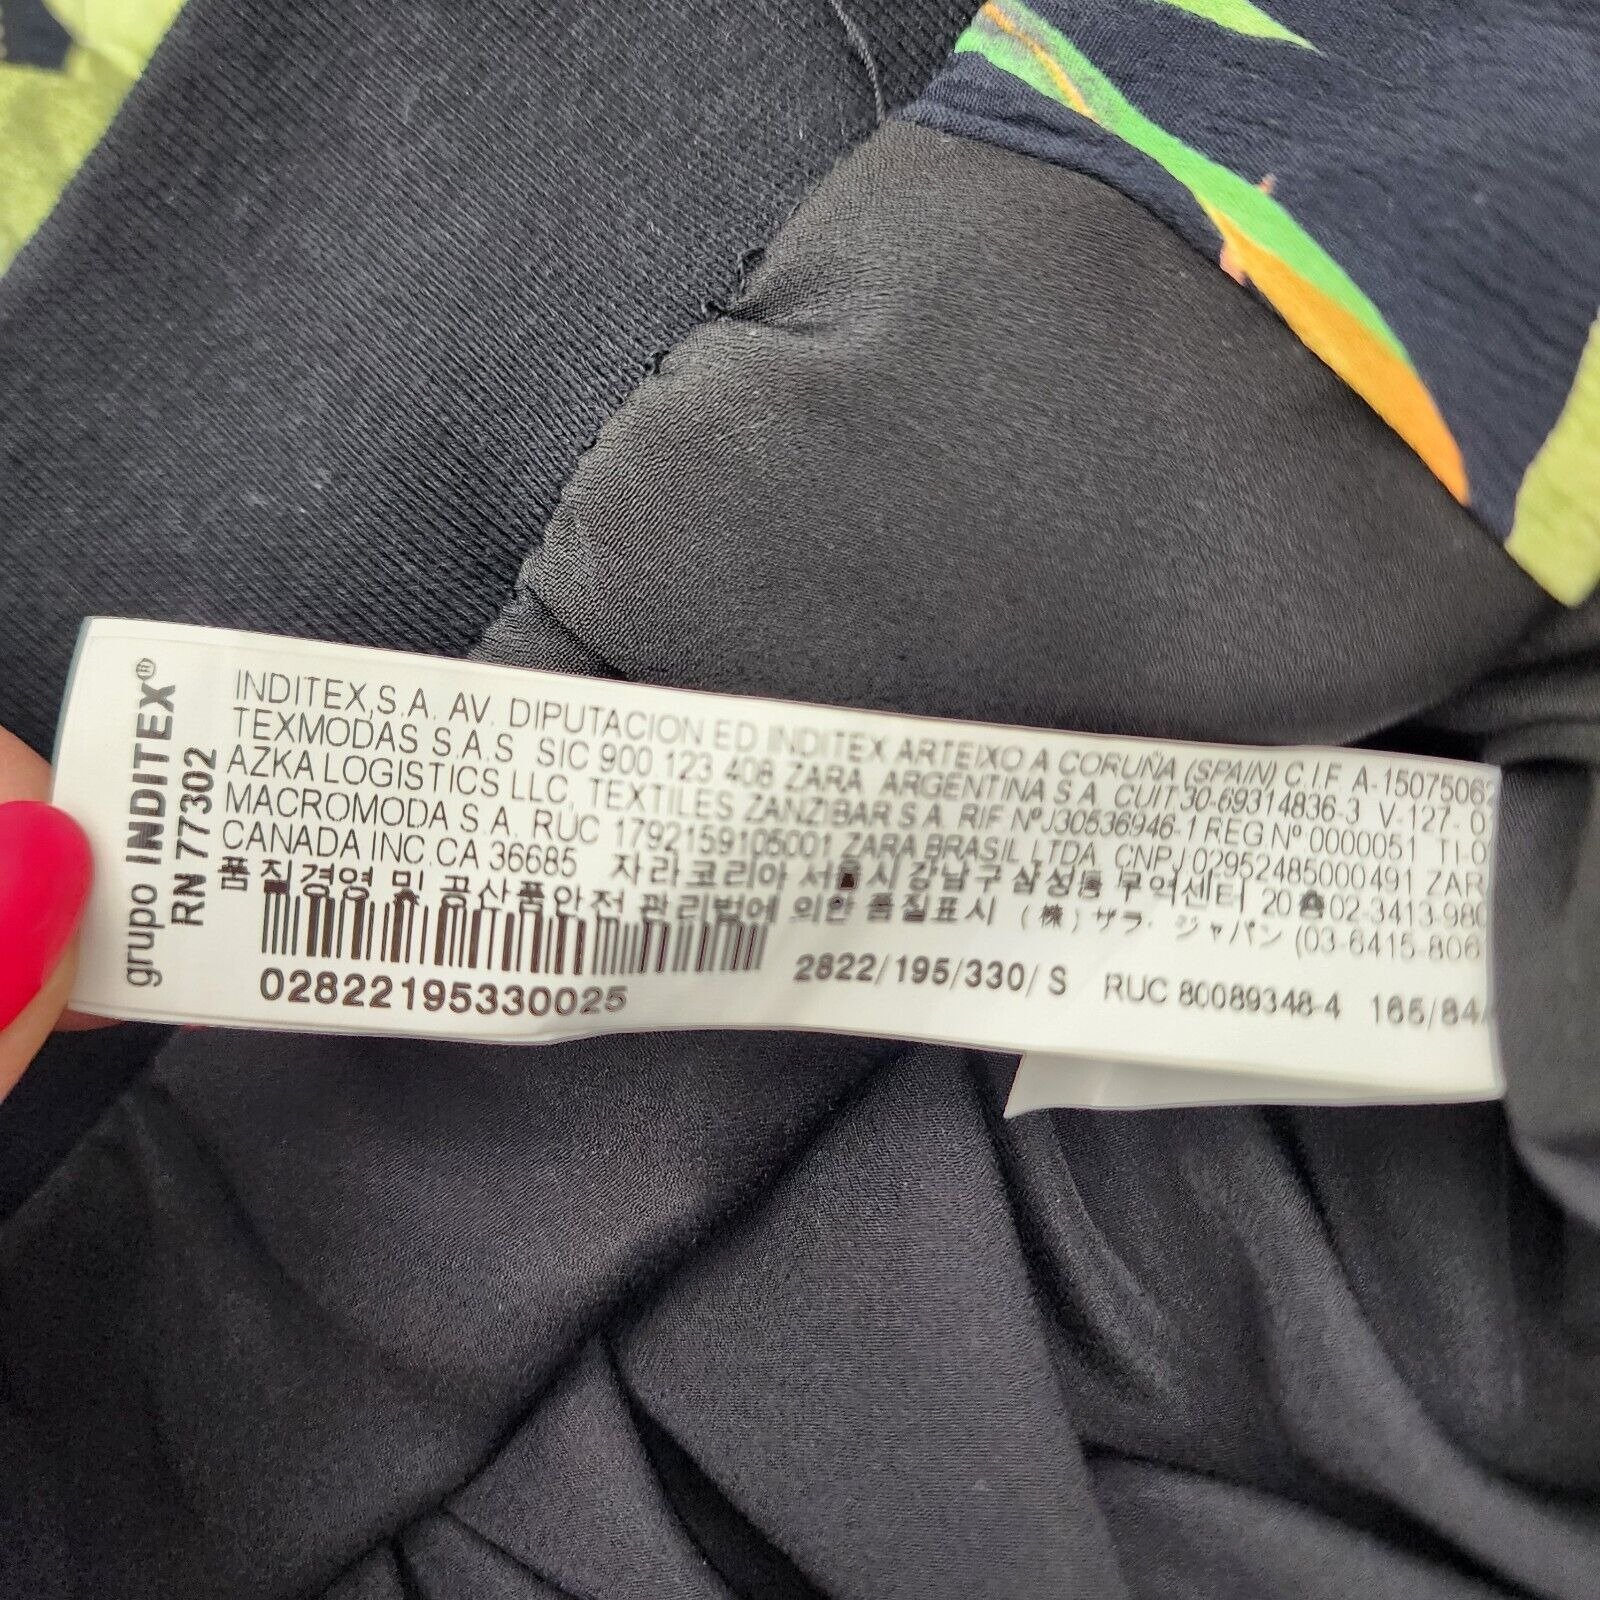 grupo INDITEX®
RN 77302
INDITEX,S.A. AV. DIPUTACION ED INDITEX ARTEIXO A CORUÑA (SPAIN) C.I.F A-15075062
TEXMODAS S.A.S SIC 900 123 408 ZARA ARGENTINA S A CUIT 30-69314836-3 V-127-0
AZKA LOGISTICS LLC, TEXTILES ZANZIBAR S A. RIF Nº J30536946-1 REG.Nº 0000051 TI-0
MACROMODA S.A. RUC 1792159105001 ZARA BRASIL LTDA CNPJ 02952485000491 ZAR
CANADA INC.CA 36685 자라코리아 서울시 강남구 삼성동 무역센터 20 ☎02-3413-980
품질경영 및 공산품안전 관리법에 의한 품질표시 (株) ザラ・ジャパン (03-6415-806
02822195330025
2822/195/330/S RUC 80089348-4 165/84